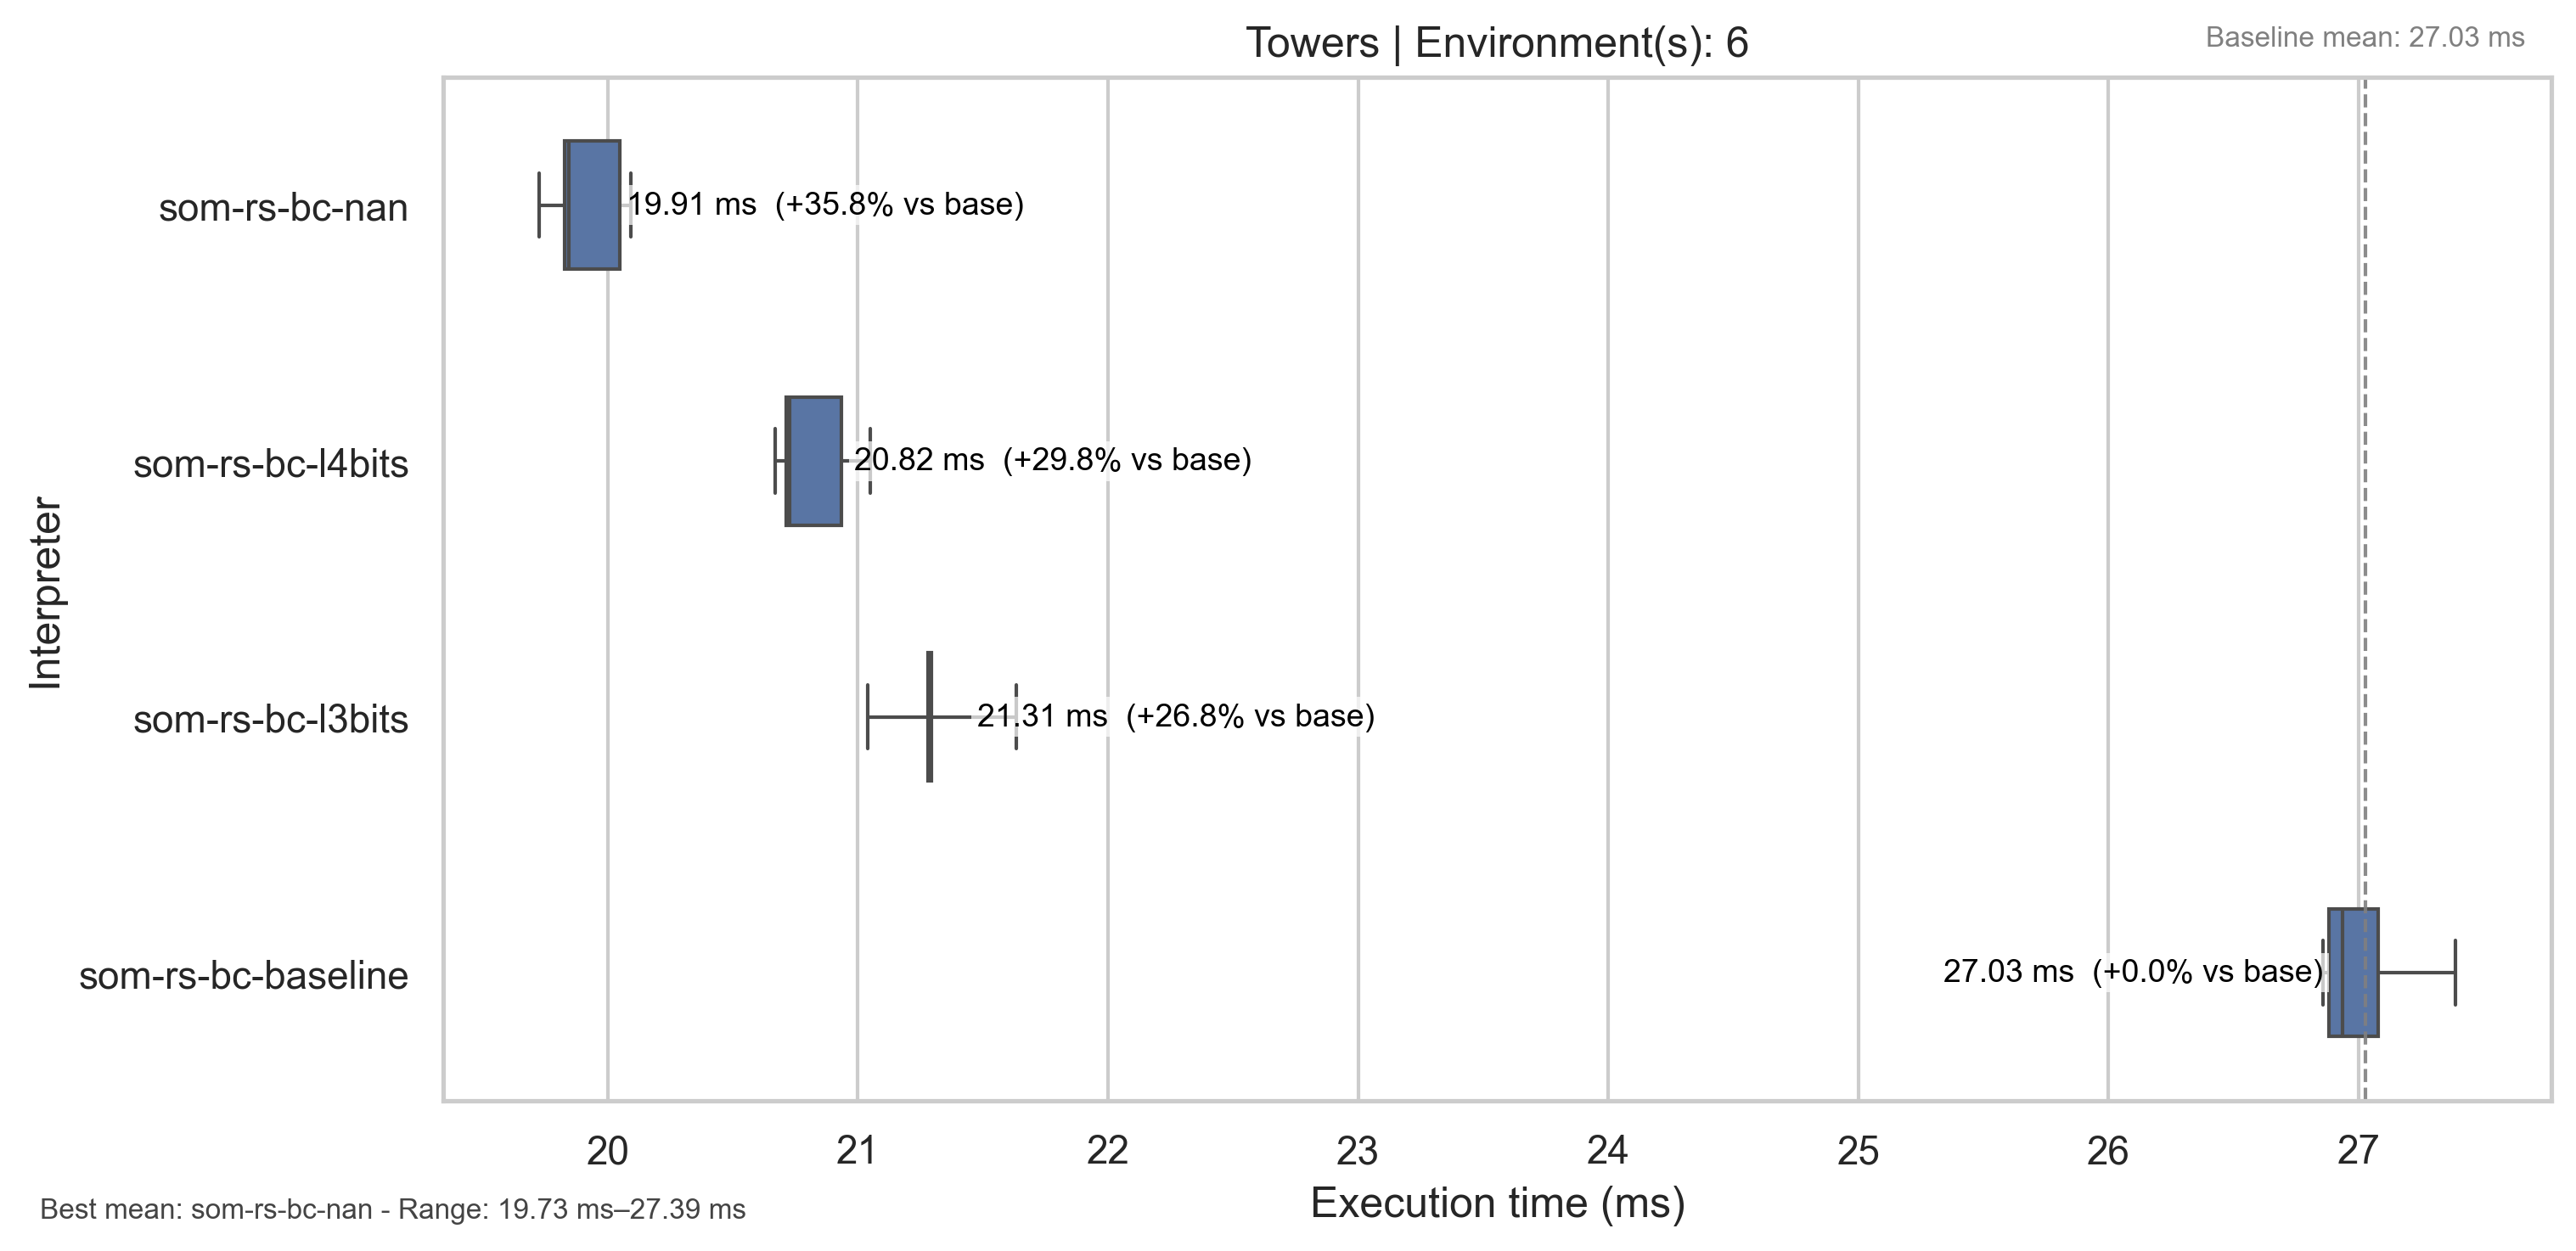 Towers | Environment(s): 6
Baseline mean: 27.03 ms
Interpreter
som-rs-bc-nan
19.91 ms (+35.8% vs base)
som-rs-bc-l4bits
20.82 ms (+29.8% vs base)
som-rs-bc-l3bits
21.31 ms (+26.8% vs base)
som-rs-bc-baseline
27.03 ms (+0.0% vs base)
20 21 22 23 24 25 26 27
Execution time (ms)
Best mean: som-rs-bc-nan - Range: 19.73 ms–27.39 ms